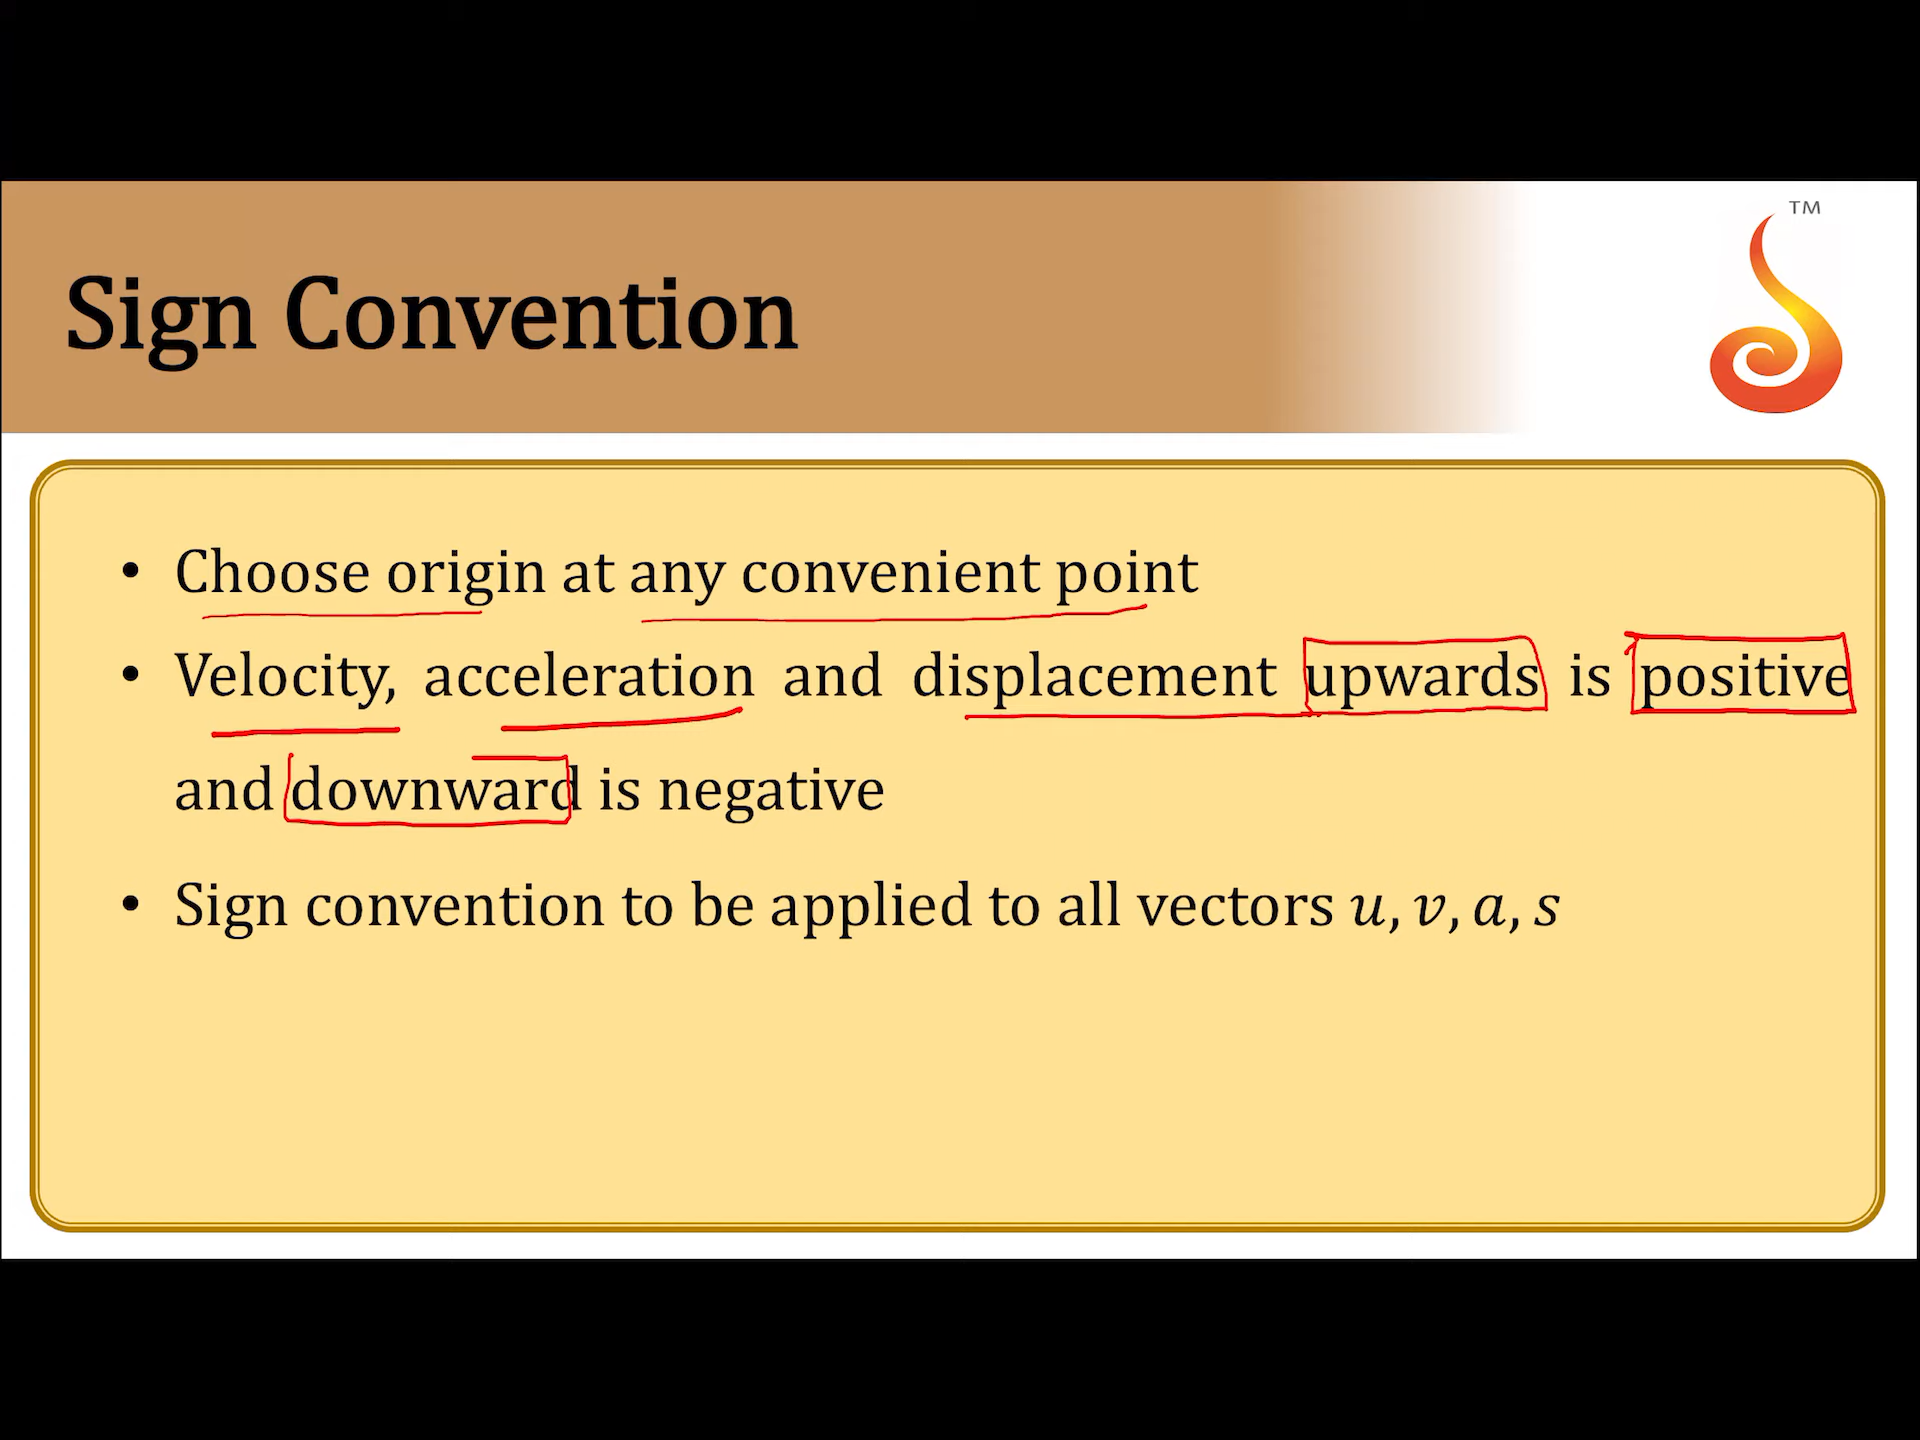 TM
Sign Convention
• Choose origin at any convenient point
• Velocity, acceleration and displacement upwards is positive
and downward is negative
• Sign convention to be applied to all vectors u, v, a, s